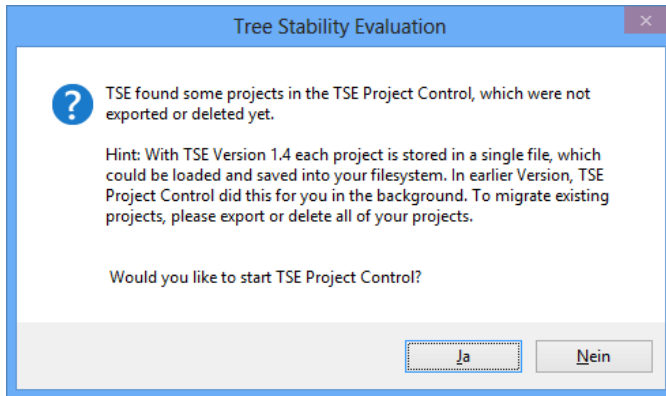 Tree Stability Evaluation
TSE found some projects in the TSE Project Control, which were not
exported or deleted yet.
Hint: With TSE Version 1.4 each project is stored in a single file, which
could be loaded and saved into your filesystem. In earlier Version, TSE
Project Control did this for you in the background. To migrate existing
projects, please export or delete all of your projects.
Would you like to start TSE Project Control?
Ja
Nein